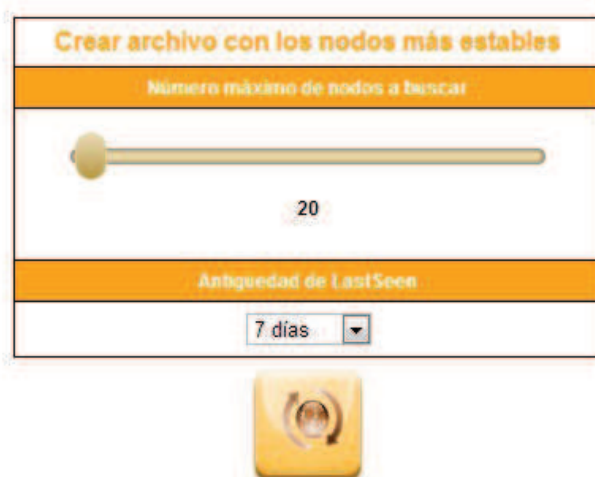 Crear archivo con los nodos más estables
Número máximo de nodos a buscar
20
Antiguedad de LastSeen
7 días